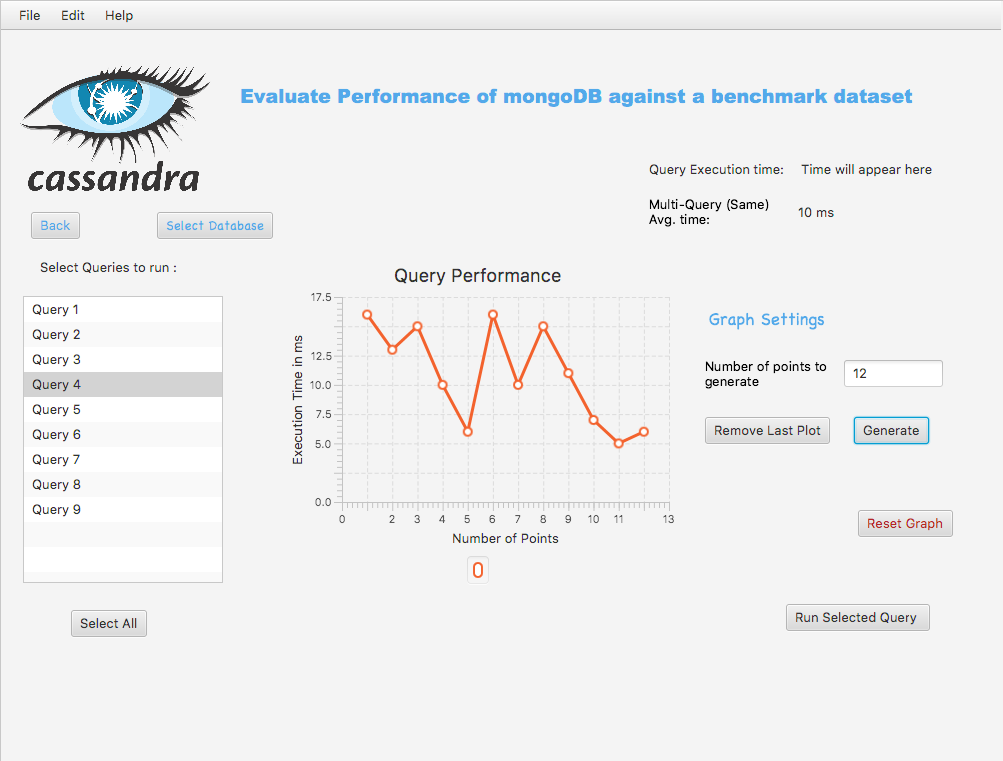 File Edit Help
Evaluate Performance of mongoDB against a benchmark dataset
cassandra
Query Execution time: Time will appear here
Multi-Query (Same)
Avg. time:
10 ms
Back
Select Database
Select Queries to run :
Query 1
Query 2
Query 3
Query 4
Query 5
Query 6
Query 7
Query 8
Query 9
Select All
Query Performance
Execution Time in ms
17.5
12.5
10.0
7.5
5.0
0.0
0 2 3 4 5 6 7 8 9 10 11 13
Number of Points
Graph Settings
Number of points to
generate
12
Remove Last Plot
Generate
Reset Graph
Run Selected Query